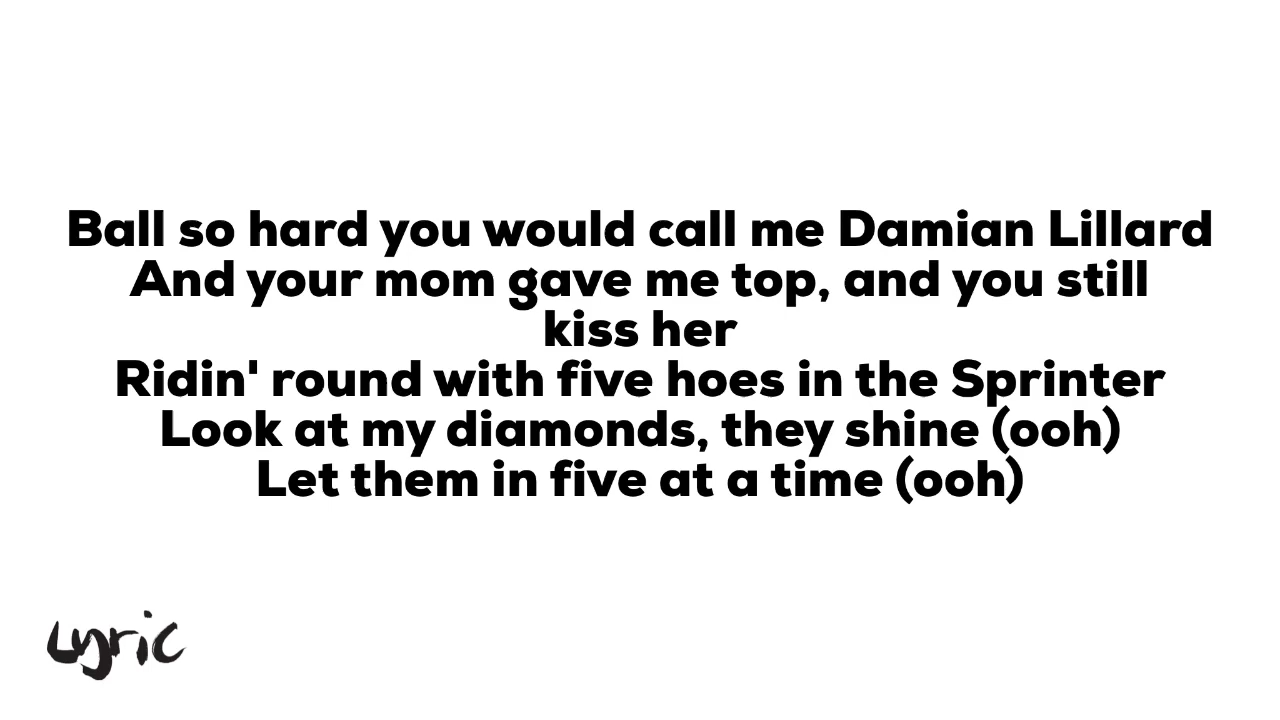 Ball so hard you would call me Damian Lillard
And your mom gave me top, and you still
kiss her
Ridin' round with five hoes in the Sprinter
Look at my diamonds, they shine (ooh)
Let them in five at a time (ooh)
Lyric